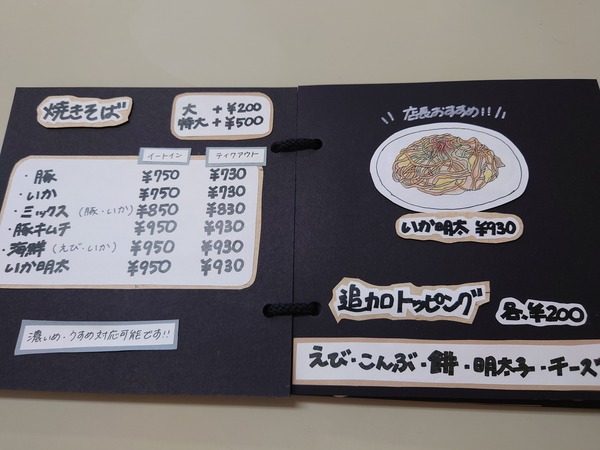 焼きそば
大 +¥200
特大+¥500
イートイン テイクアウト
・豚 ¥750 ¥730
・いか ¥750 ¥730
・ミックス(豚・いか) ¥850 ¥830
・豚キムチ ¥950 ¥930
・海鮮(えび・いか) ¥950 ¥930
いか明太 ¥950 ¥930
濃いめ・うすめ対応可能です!!
店長おすすめ!!
いか明太 ¥930
追加トッピング 各¥200
えび・こんぶ・餅・明太子・チーズ